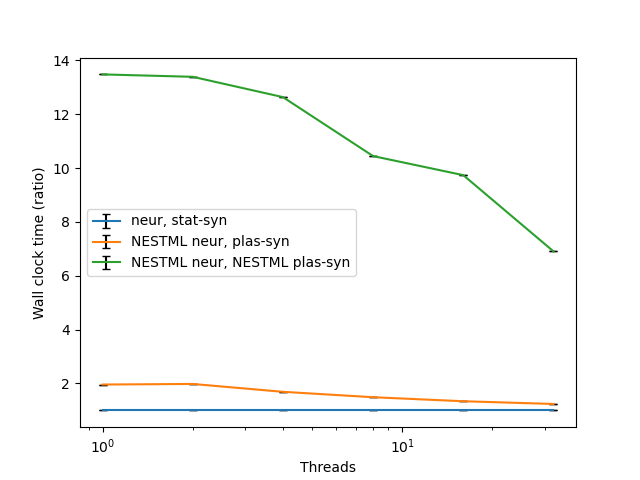 14
12
10
8
6
4
2
Wall clock time (ratio)
neur, stat-syn
NESTML neur, plas-syn
NESTML neur, NESTML plas-syn
10⁰
10¹
Threads